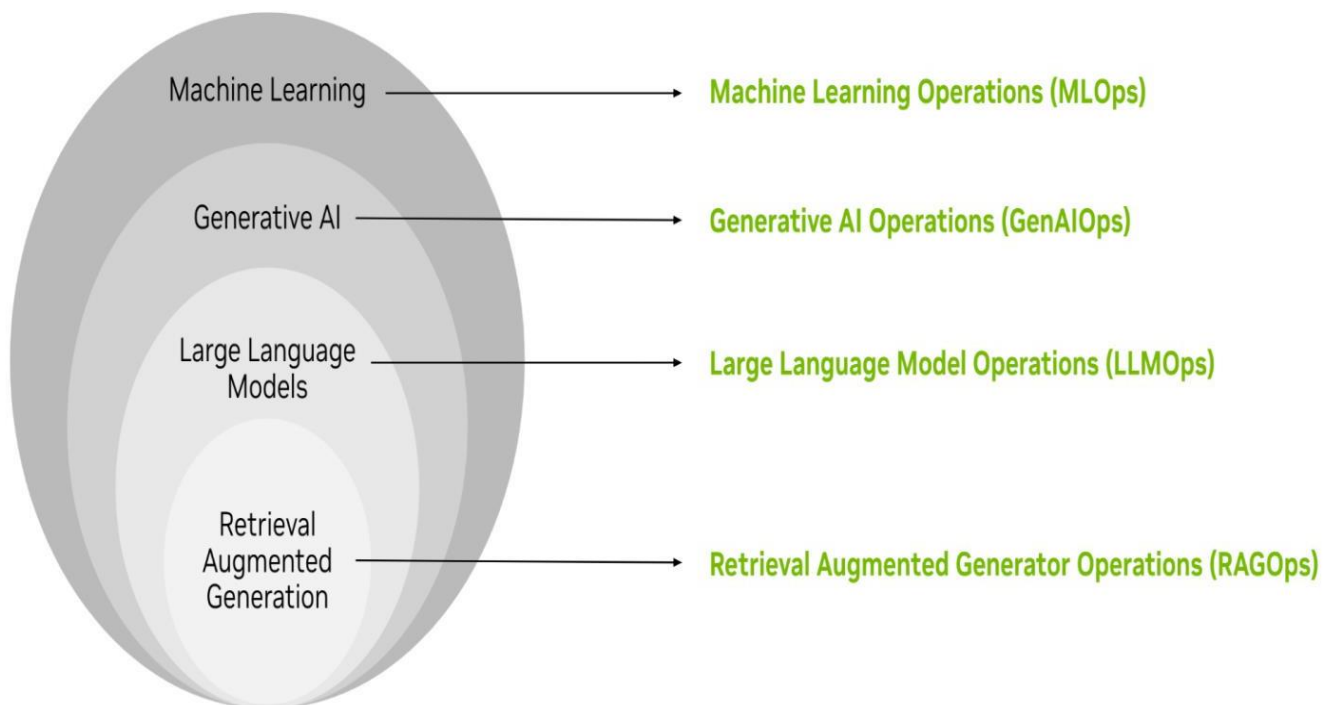 Machine Learning
Machine Learning Operations (MLOps)
Generative AI
Generative AI Operations (GenAIOps)
Large Language
Models
Large Language Model Operations (LLMOps)
Retrieval
Augmented
Generation
Retrieval Augmented Generator Operations (RAGOps)